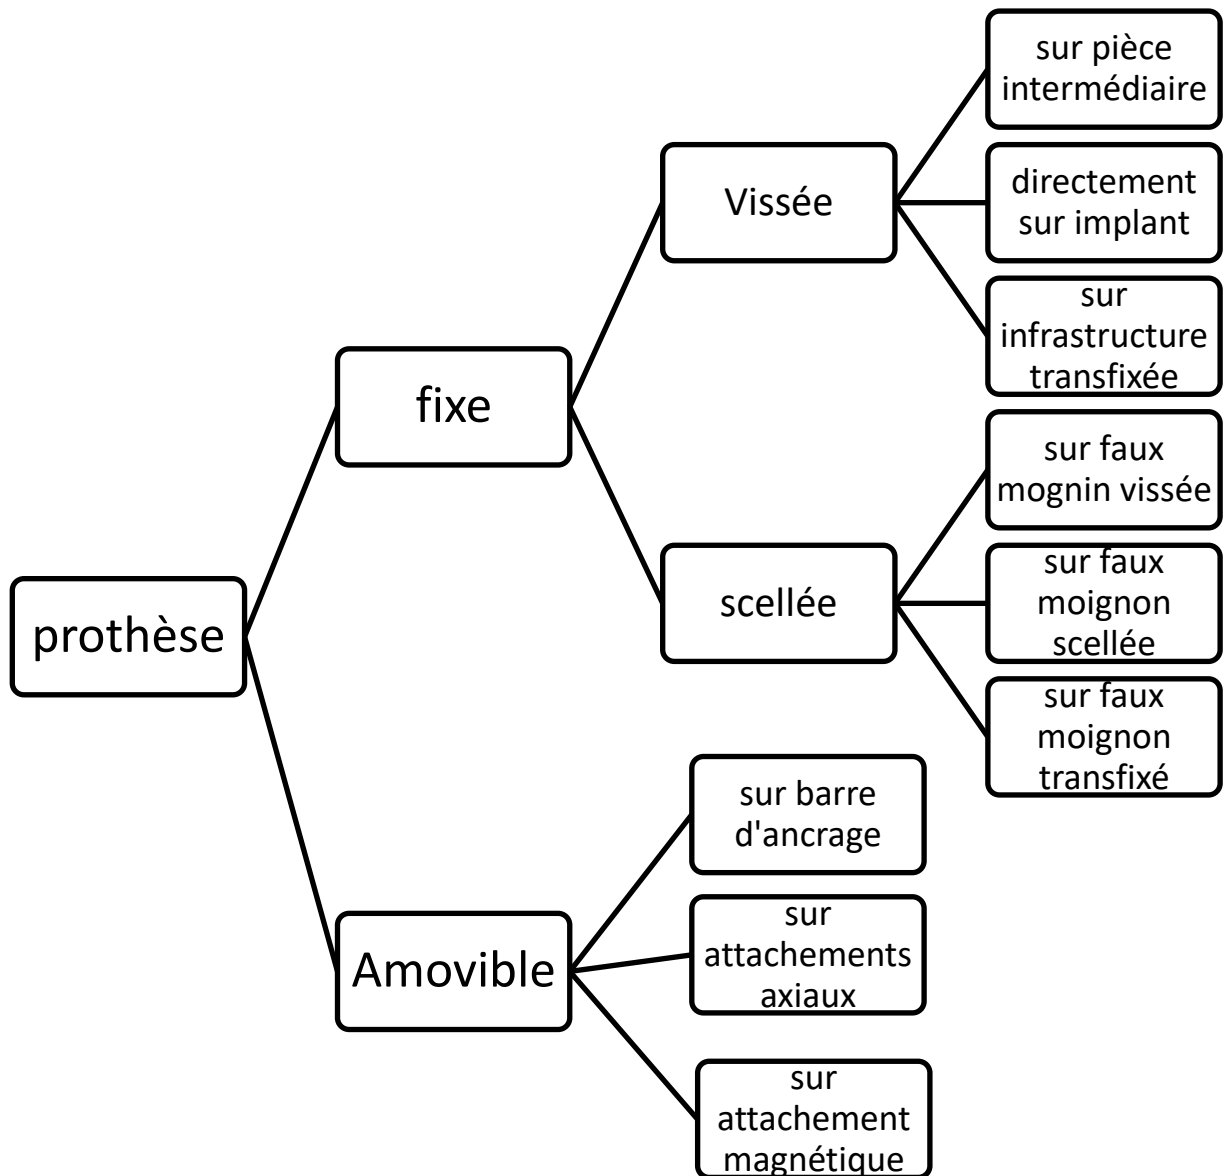 sur pièce
intermédiaire
Vissée
directement
sur implant
sur
infrastructure
transfixée
fixe
sur faux
mognin vissée
scellée
sur faux
moignon
scellée
prothèse
sur faux
moignon
transfixé
sur barre
d'ancrage
Amovible
sur
attachements
axiaux
sur
attachement
magnétique